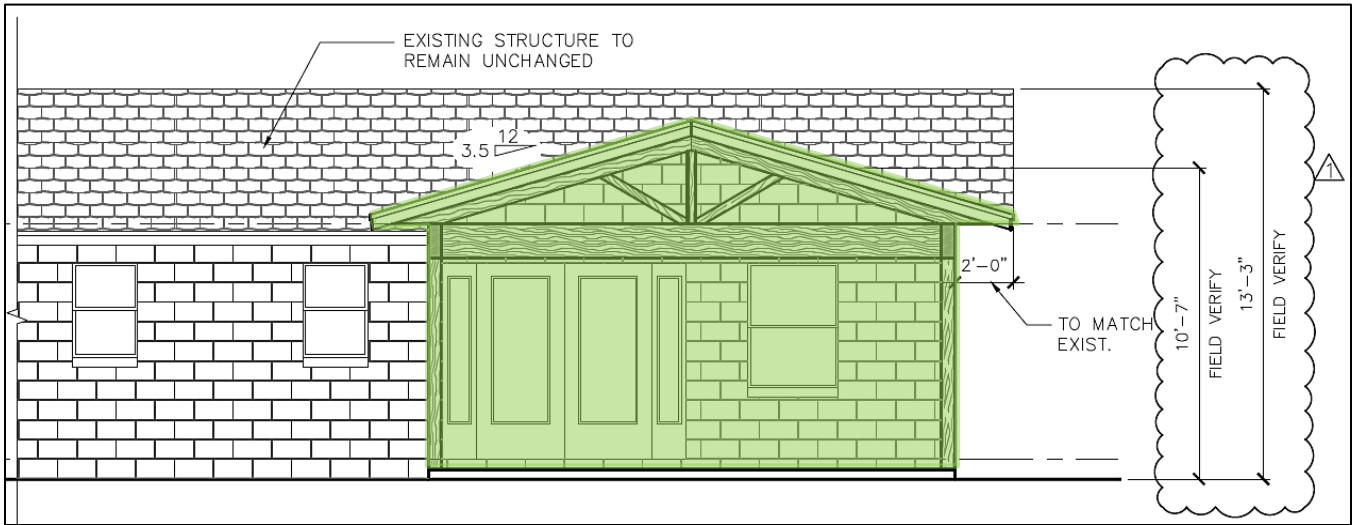 EXISTING STRUCTURE TO
REMAIN UNCHANGED
12
3.5
2'-0"
TO MATCH
EXIST.
10'-7"
FIELD VERIFY
13'-3"
FIELD VERIFY
1